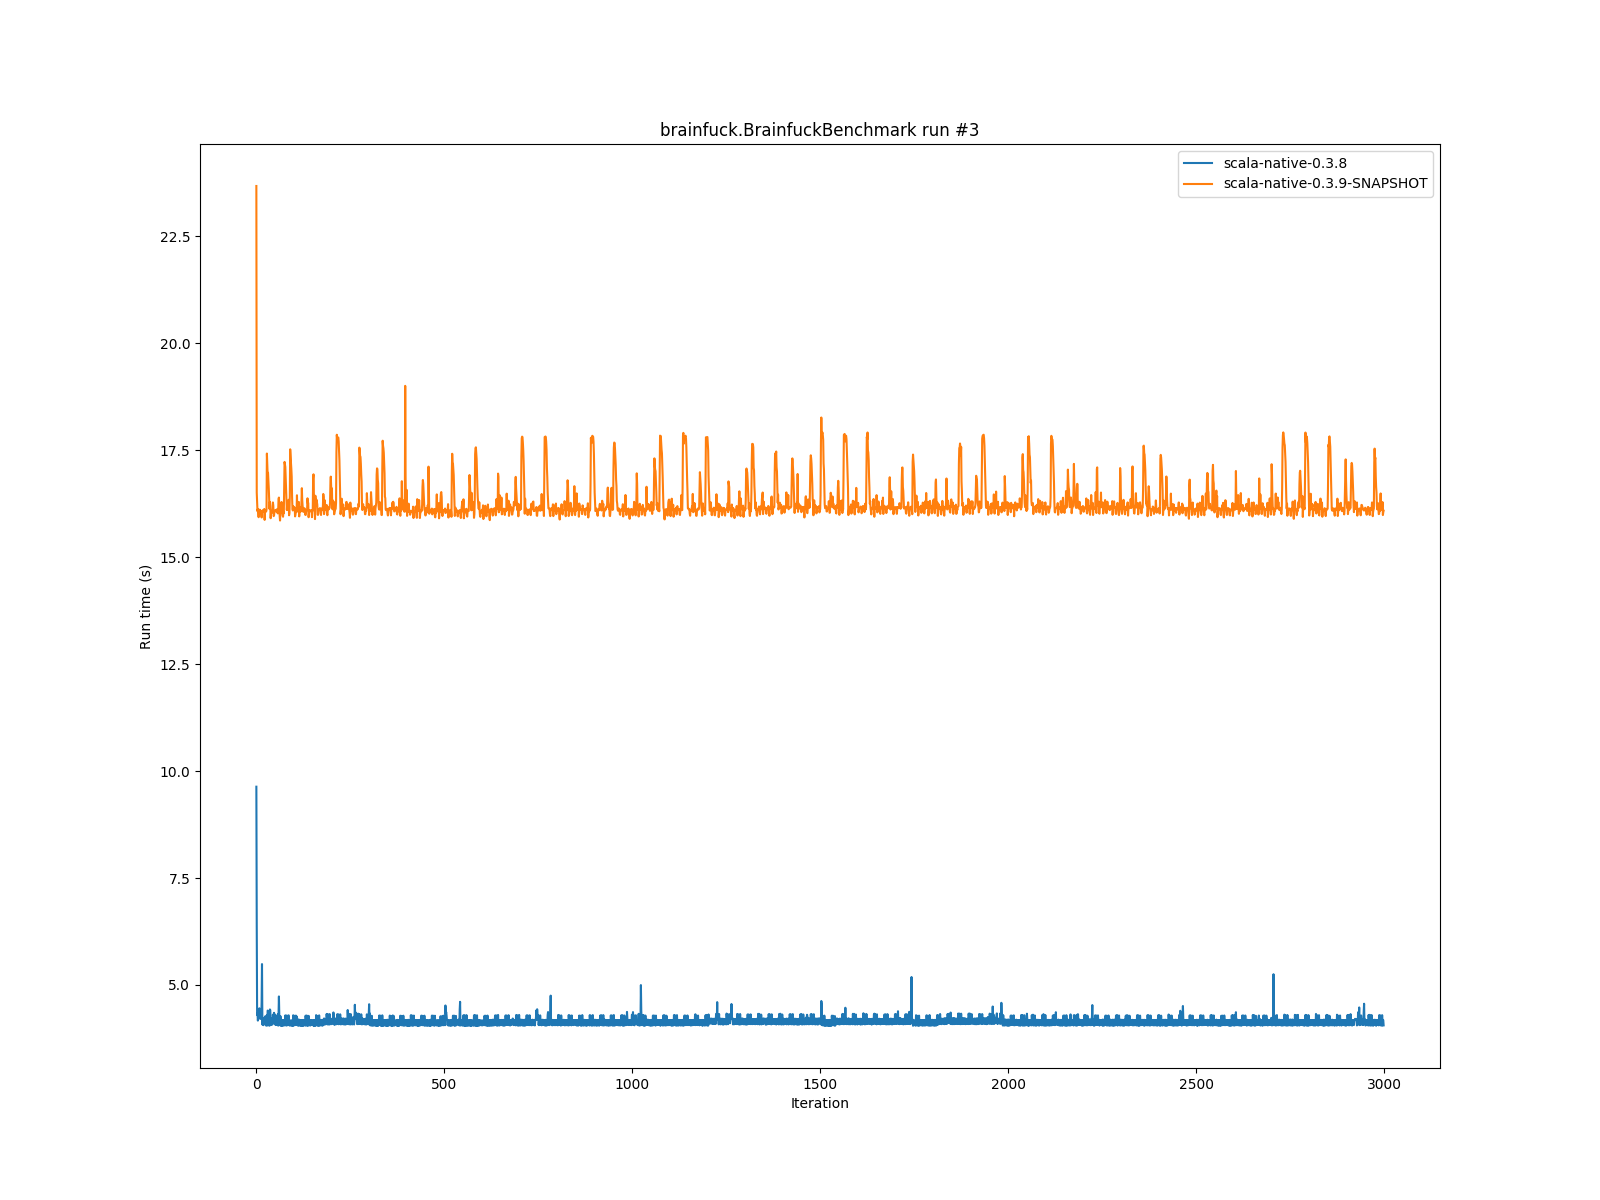 brainfuck.BrainfuckBenchmark run #3
scala-native-0.3.8
scala-native-0.3.9-SNAPSHOT
22.5
20.0
17.5
15.0
12.5
10.0
7.5
5.0
Run time (s)
0 500 1000 1500 2000 2500 3000
Iteration